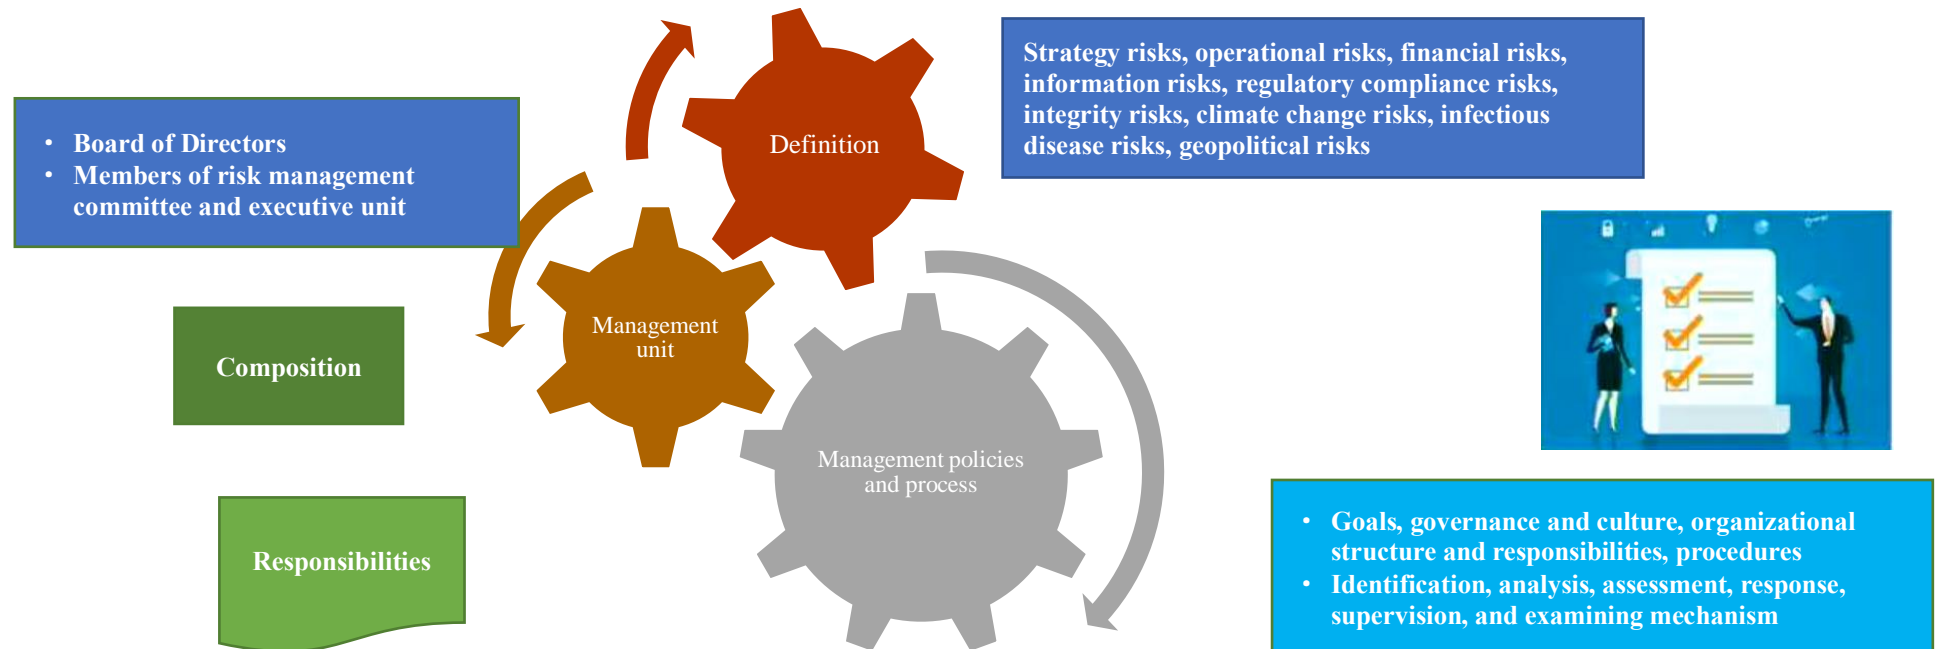 Strategy risks, operational risks, financial risks,
information risks, regulatory compliance risks,
integrity risks, climate change risks, infectious
disease risks, geopolitical risks
Definition
• Board of Directors
• Members of risk management
committee and executive unit
Management
unit
Composition
Management policies
and process
Responsibilities
• Goals, governance and culture, organizational
structure and responsibilities, procedures
• Identification, analysis, assessment, response,
supervision, and examining mechanism